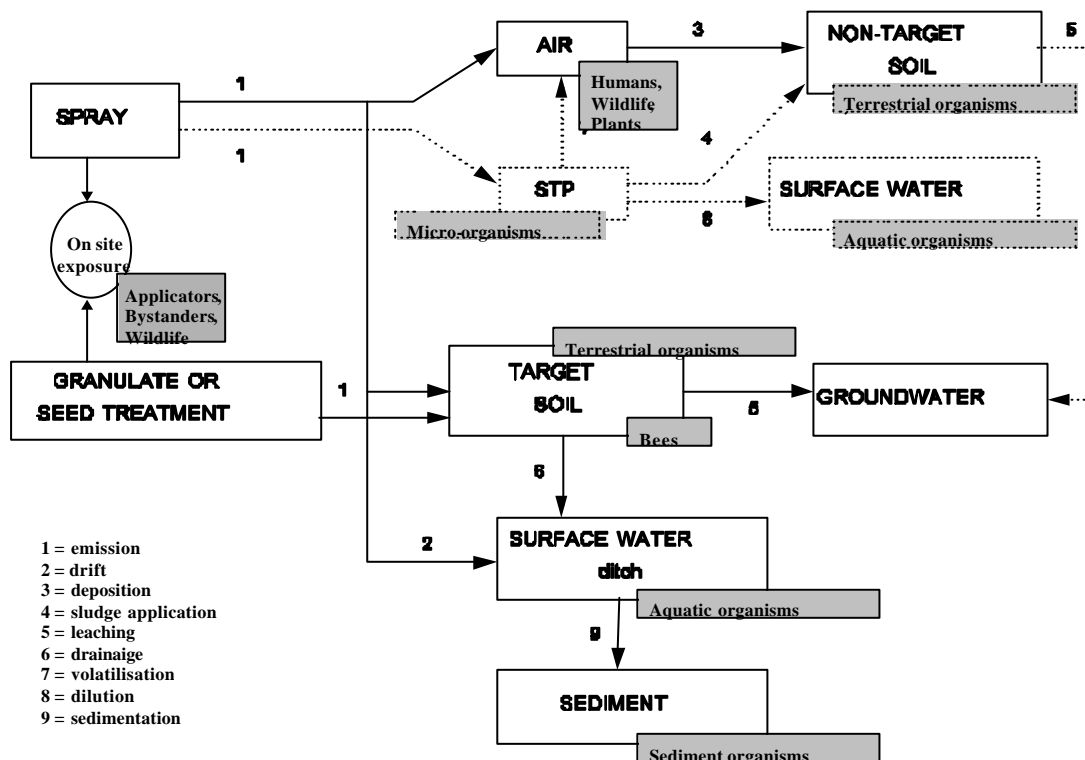 AIR
Humans,
Wildlife,
Plants
3
NON-TARGET
SOIL
Terrestrial organisms
5
1
SPRAY
1
4
STP
Micro-organisms
8
SURFACE WATER
Aquatic organisms
On site
exposure
Applicators,
Bystanders,
Wildlife
GRANULATE OR
SEED TREATMENT
1
Terrestrial organisms
TARGET
SOIL
Bees
5
GROUNDWATER
6
2
SURFACE WATER
ditch
Aquatic organisms
9
SEDIMENT
Sediment organisms
1 = emission
2 = drift
3 = deposition
4 = sludge application
5 = leaching
6 = drainaige
7 = volatilisation
8 = dilution
9 = sedimentation